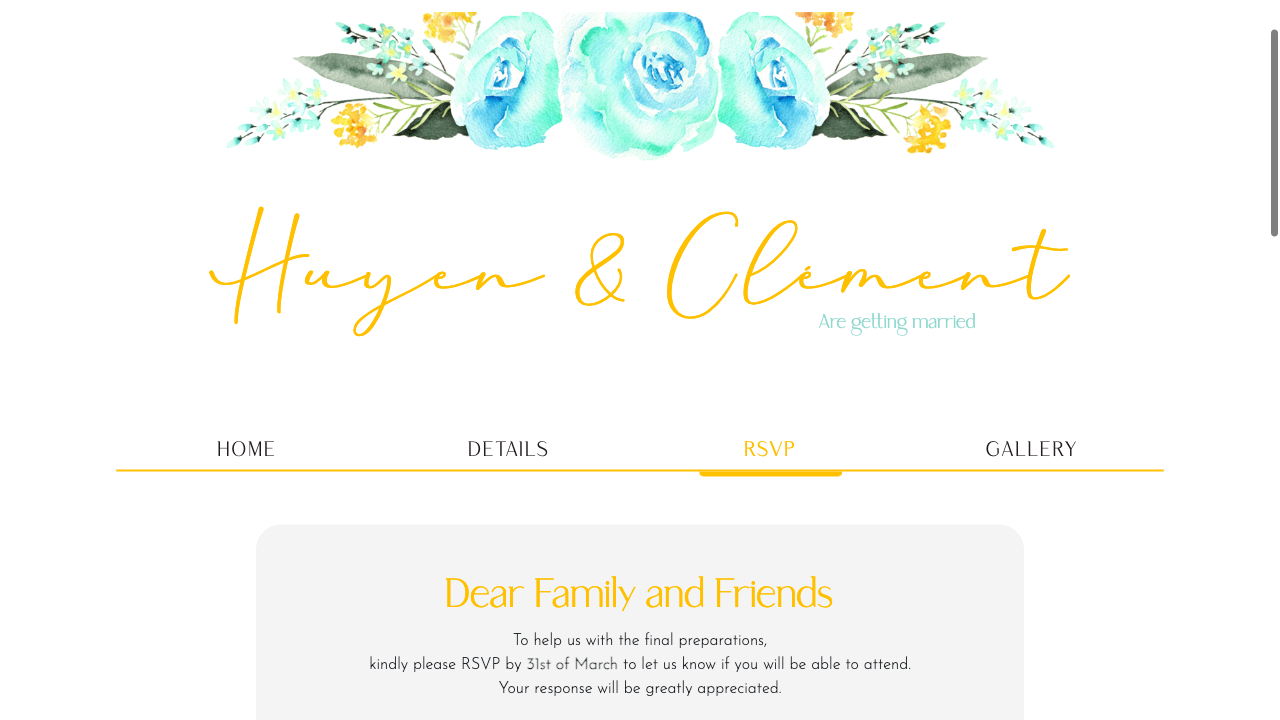 Huyen & Clément
Are getting married
HOME DETAILS RSVP GALLERY
Dear Family and Friends
To help us with the final preparations,
kindly please RSVP by 31st of March to let us know if you will be able to attend.
Your response will be greatly appreciated.